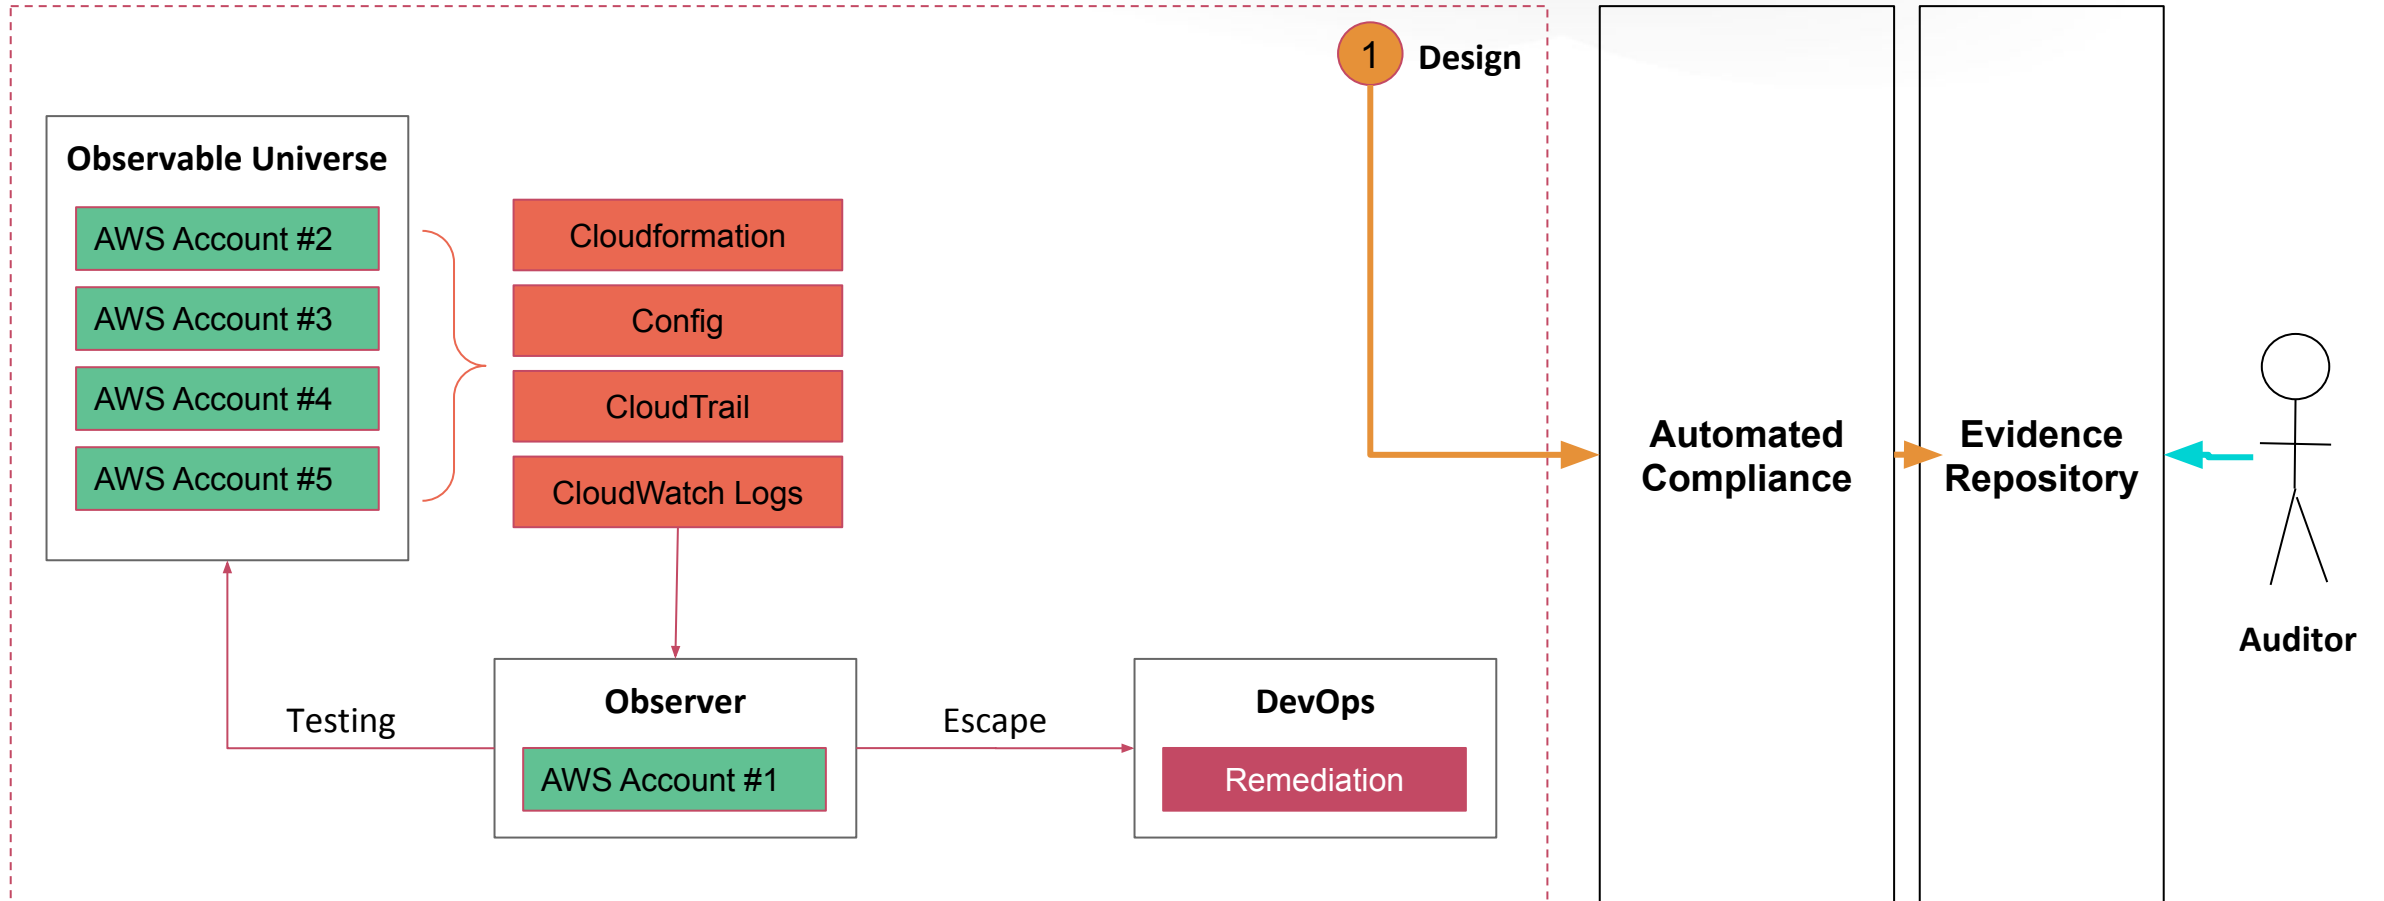 1 Design
Observable Universe
AWS Account #2
AWS Account #3
AWS Account #4
AWS Account #5
Cloudformation
Config
CloudTrail
CloudWatch Logs
Testing
Observer
AWS Account #1
Escape
DevOps
Remediation
Automated
Compliance
Evidence
Repository
Auditor